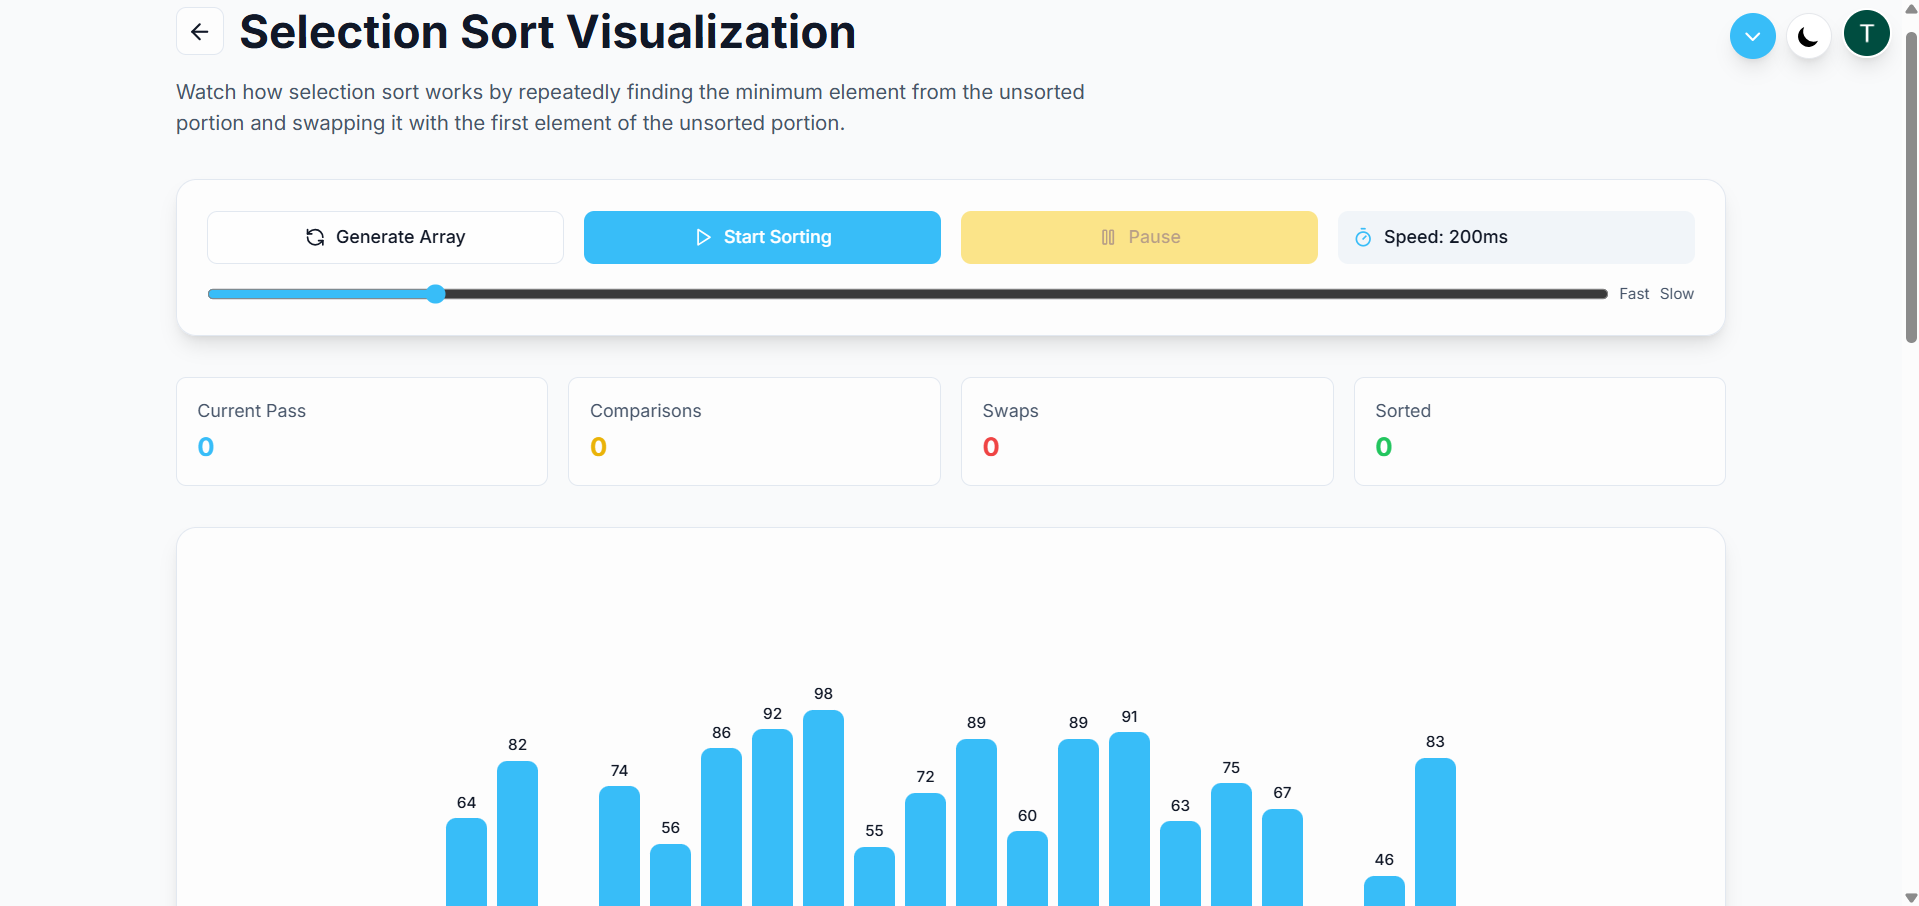 Selection Sort Visualization
T
Watch how selection sort works by repeatedly finding the minimum element from the unsorted
portion and swapping it with the first element of the unsorted portion.
Generate Array
Start Sorting
Pause
Speed: 200ms
Fast Slow
Current Pass
0
Comparisons
0
Swaps
0
Sorted
0
64
82
74
56
86
92
98
55
72
89
60
89
91
63
75
67
46
83